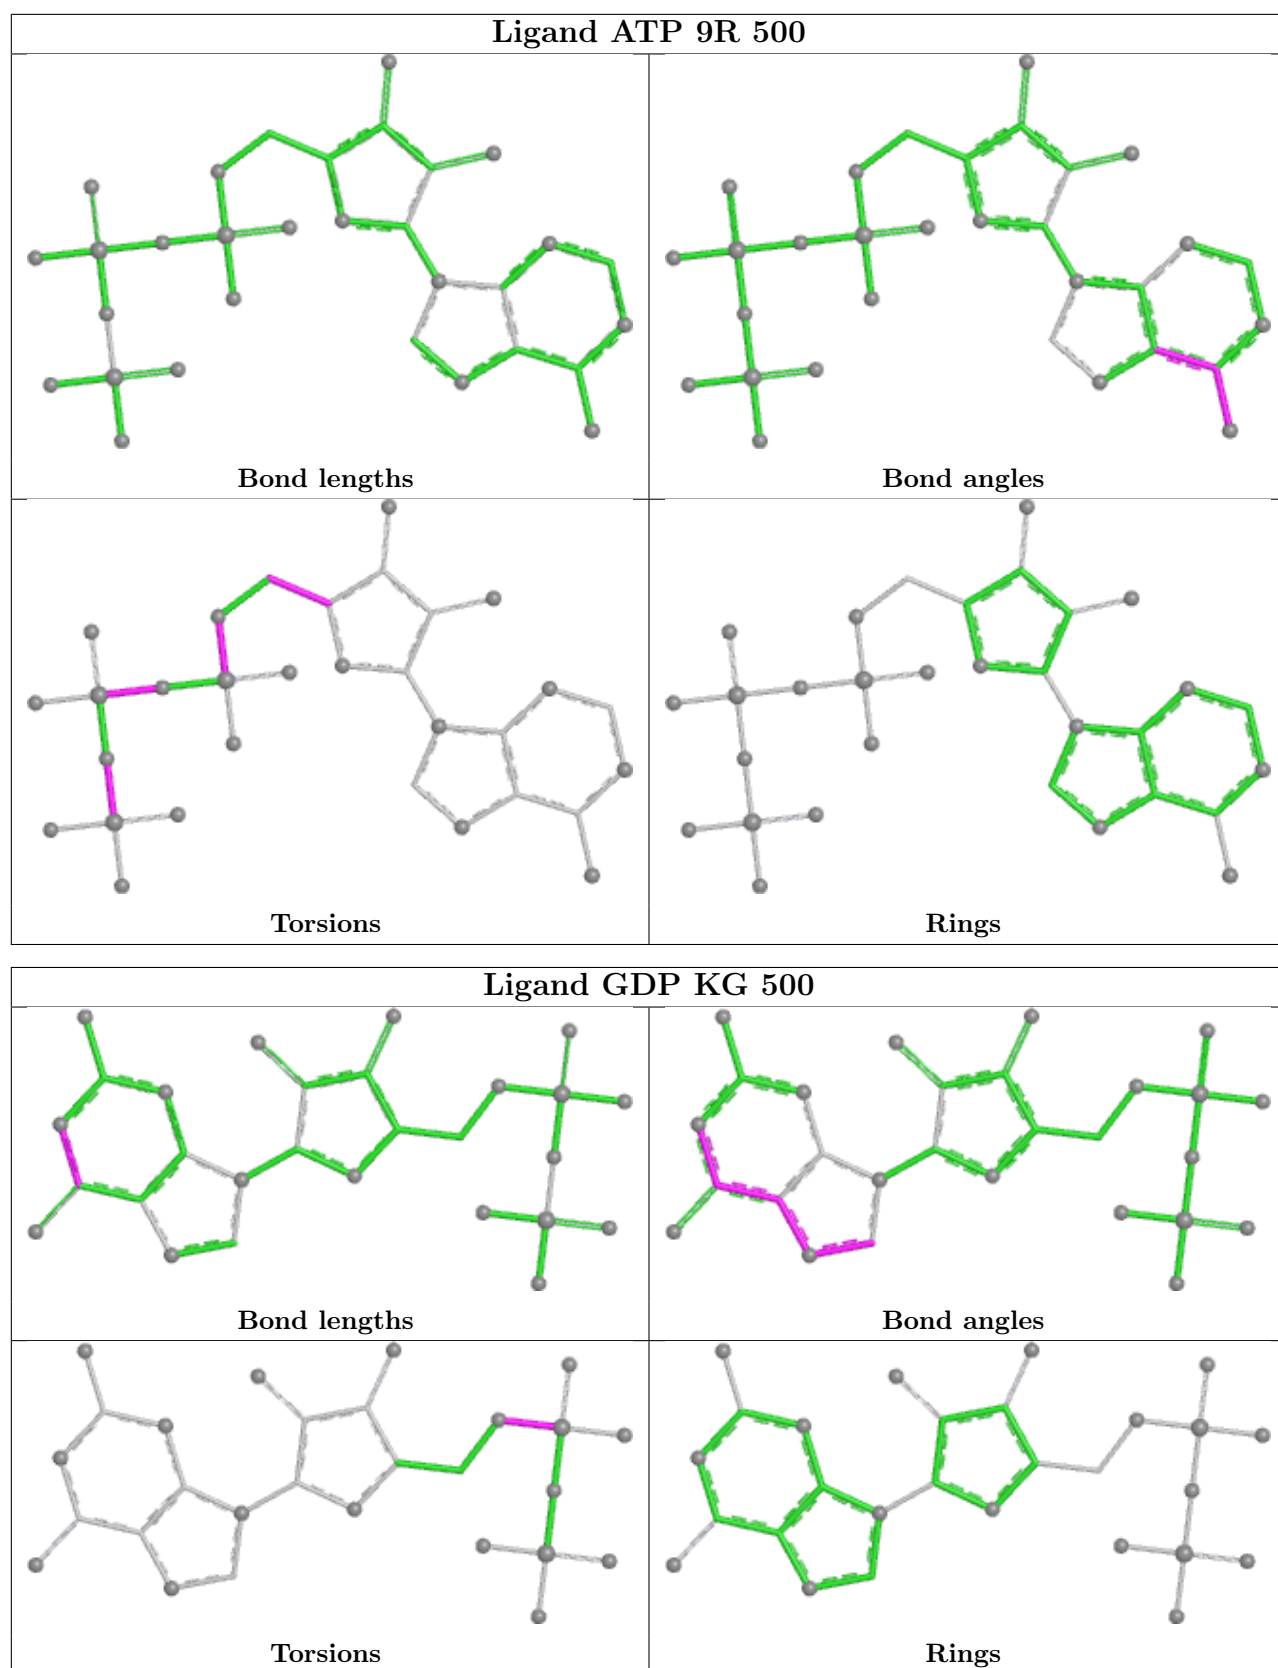 Ligand ATP 9R 500
Bond lengths
Bond angles
Torsions
Rings
Ligand GDP KG 500
Bond lengths
Bond angles
Torsions
Rings